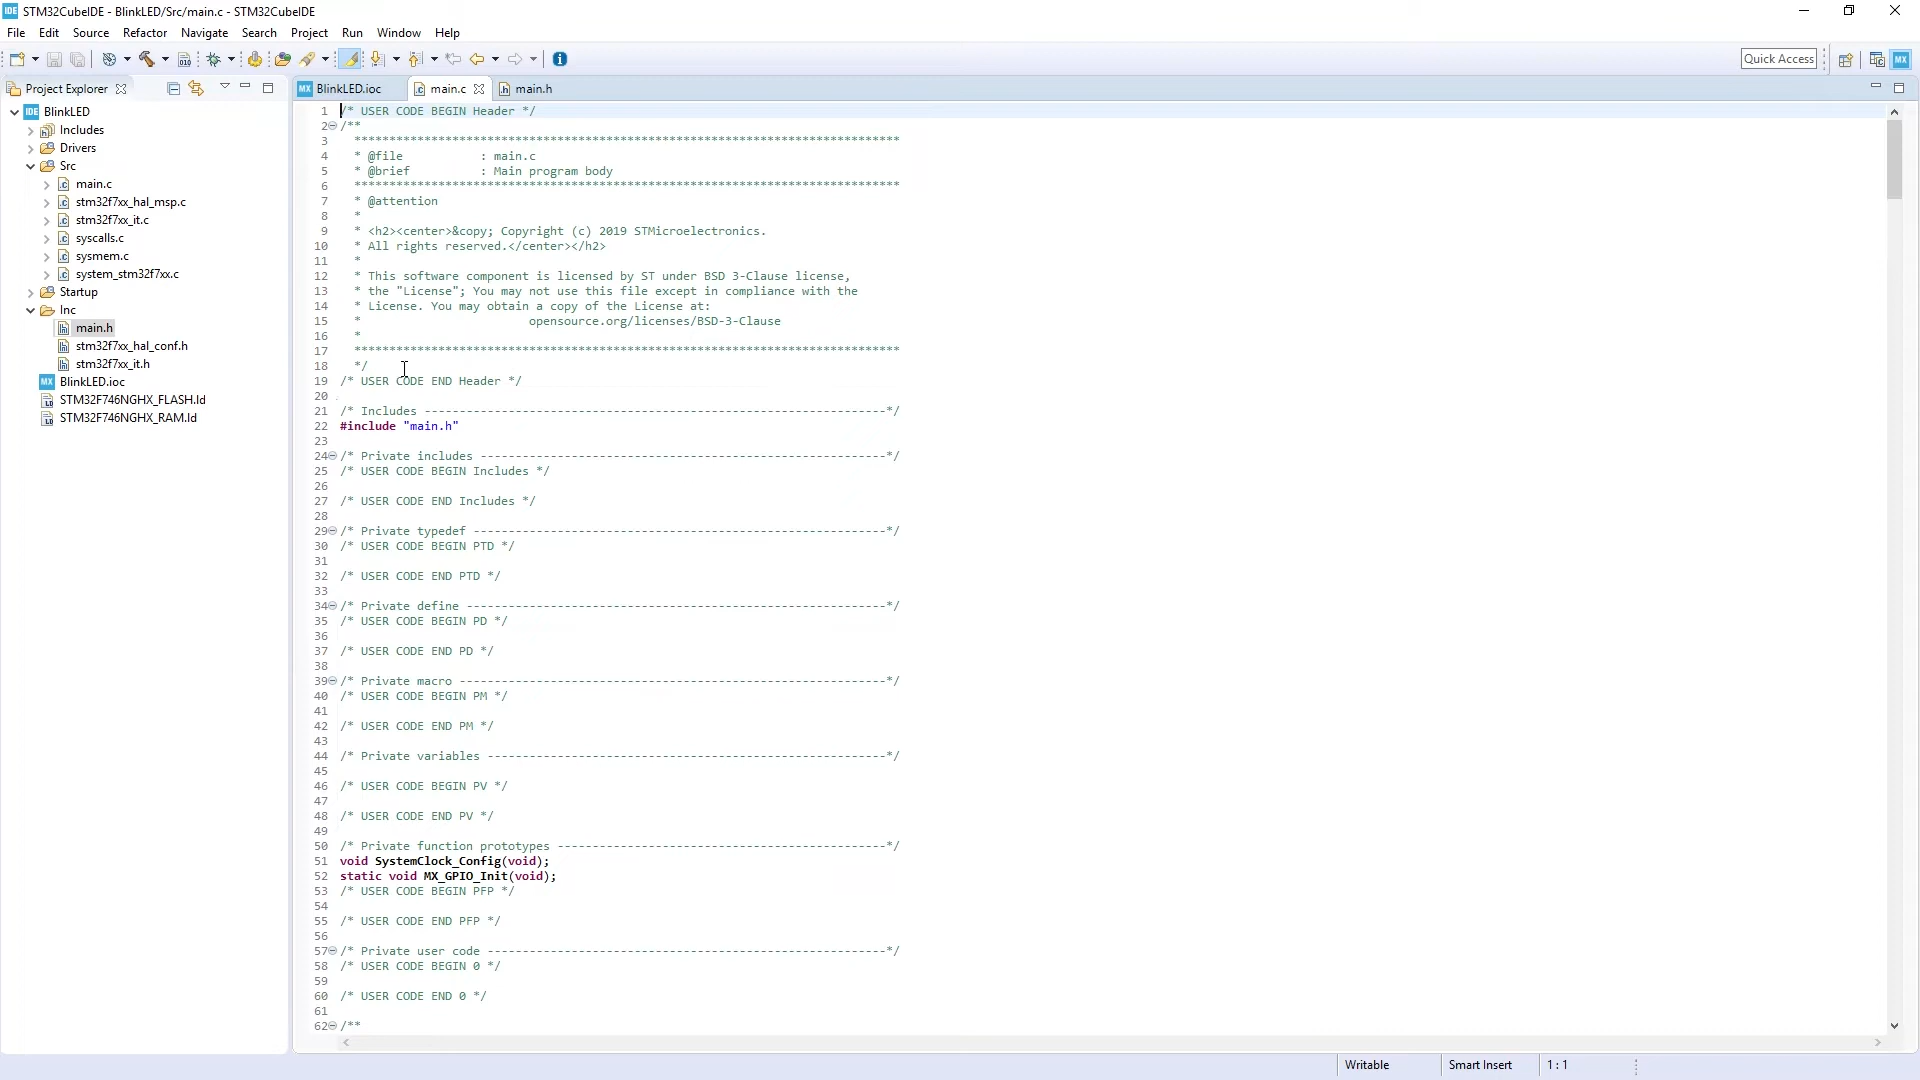 IDE STM32CubeIDE - BlinkLED/Src/main.c - STM32CubeIDE
File Edit Source Refactor Navigate Search Project Run Window Help
Quick Access
MX
Project Explorer
MX BlinkLED.ioc
main.c
main.h
IDE BlinkLED
Includes
Drivers
Src
main.c
stm32f7xx_hal_msp.c
stm32f7xx_it.c
syscalls.c
sysmem.c
system_stm32f7xx.c
Startup
Inc
main.h
stm32f7xx_hal_conf.h
stm32f7xx_it.h
MX BlinkLED.ioc
STM32F746NGHX_FLASH.ld
STM32F746NGHX_RAM.ld
1 /* USER CODE BEGIN Header */
2 /**
3 ******************************************************************************
4 * @file           : main.c
5 * @brief          : Main program body
6 ******************************************************************************
7 * @attention
8 *
9 * <h2><center>&copy; Copyright (c) 2019 STMicroelectronics.
10 * All rights reserved.</center></h2>
11 *
12 * This software component is licensed by ST under BSD 3-Clause license,
13 * the "License"; You may not use this file except in compliance with the
14 * License. You may obtain a copy of the License at:
15 *                        opensource.org/licenses/BSD-3-Clause
16 *
17 ******************************************************************************
18 */
19 /* USER CODE END Header */
20
21 /* Includes ------------------------------------------------------------------*/
22 #include "main.h"
23
24 /* Private includes ----------------------------------------------------------*/
25 /* USER CODE BEGIN Includes */
26
27 /* USER CODE END Includes */
28
29 /* Private typedef -----------------------------------------------------------*/
30 /* USER CODE BEGIN PTD */
31
32 /* USER CODE END PTD */
33
34 /* Private define ------------------------------------------------------------*/
35 /* USER CODE BEGIN PD */
36
37 /* USER CODE END PD */
38
39 /* Private macro -------------------------------------------------------------*/
40 /* USER CODE BEGIN PM */
41
42 /* USER CODE END PM */
43
44 /* Private variables ---------------------------------------------------------*/
45
46 /* USER CODE BEGIN PV */
47
48 /* USER CODE END PV */
49
50 /* Private function prototypes -----------------------------------------------*/
51 void SystemClock_Config(void);
52 static void MX_GPIO_Init(void);
53 /* USER CODE BEGIN PFP */
54
55 /* USER CODE END PFP */
56
57 /* Private user code ---------------------------------------------------------*/
58 /* USER CODE BEGIN 0 */
59
60 /* USER CODE END 0 */
61
62 /**
Writable Smart Insert 1 : 1